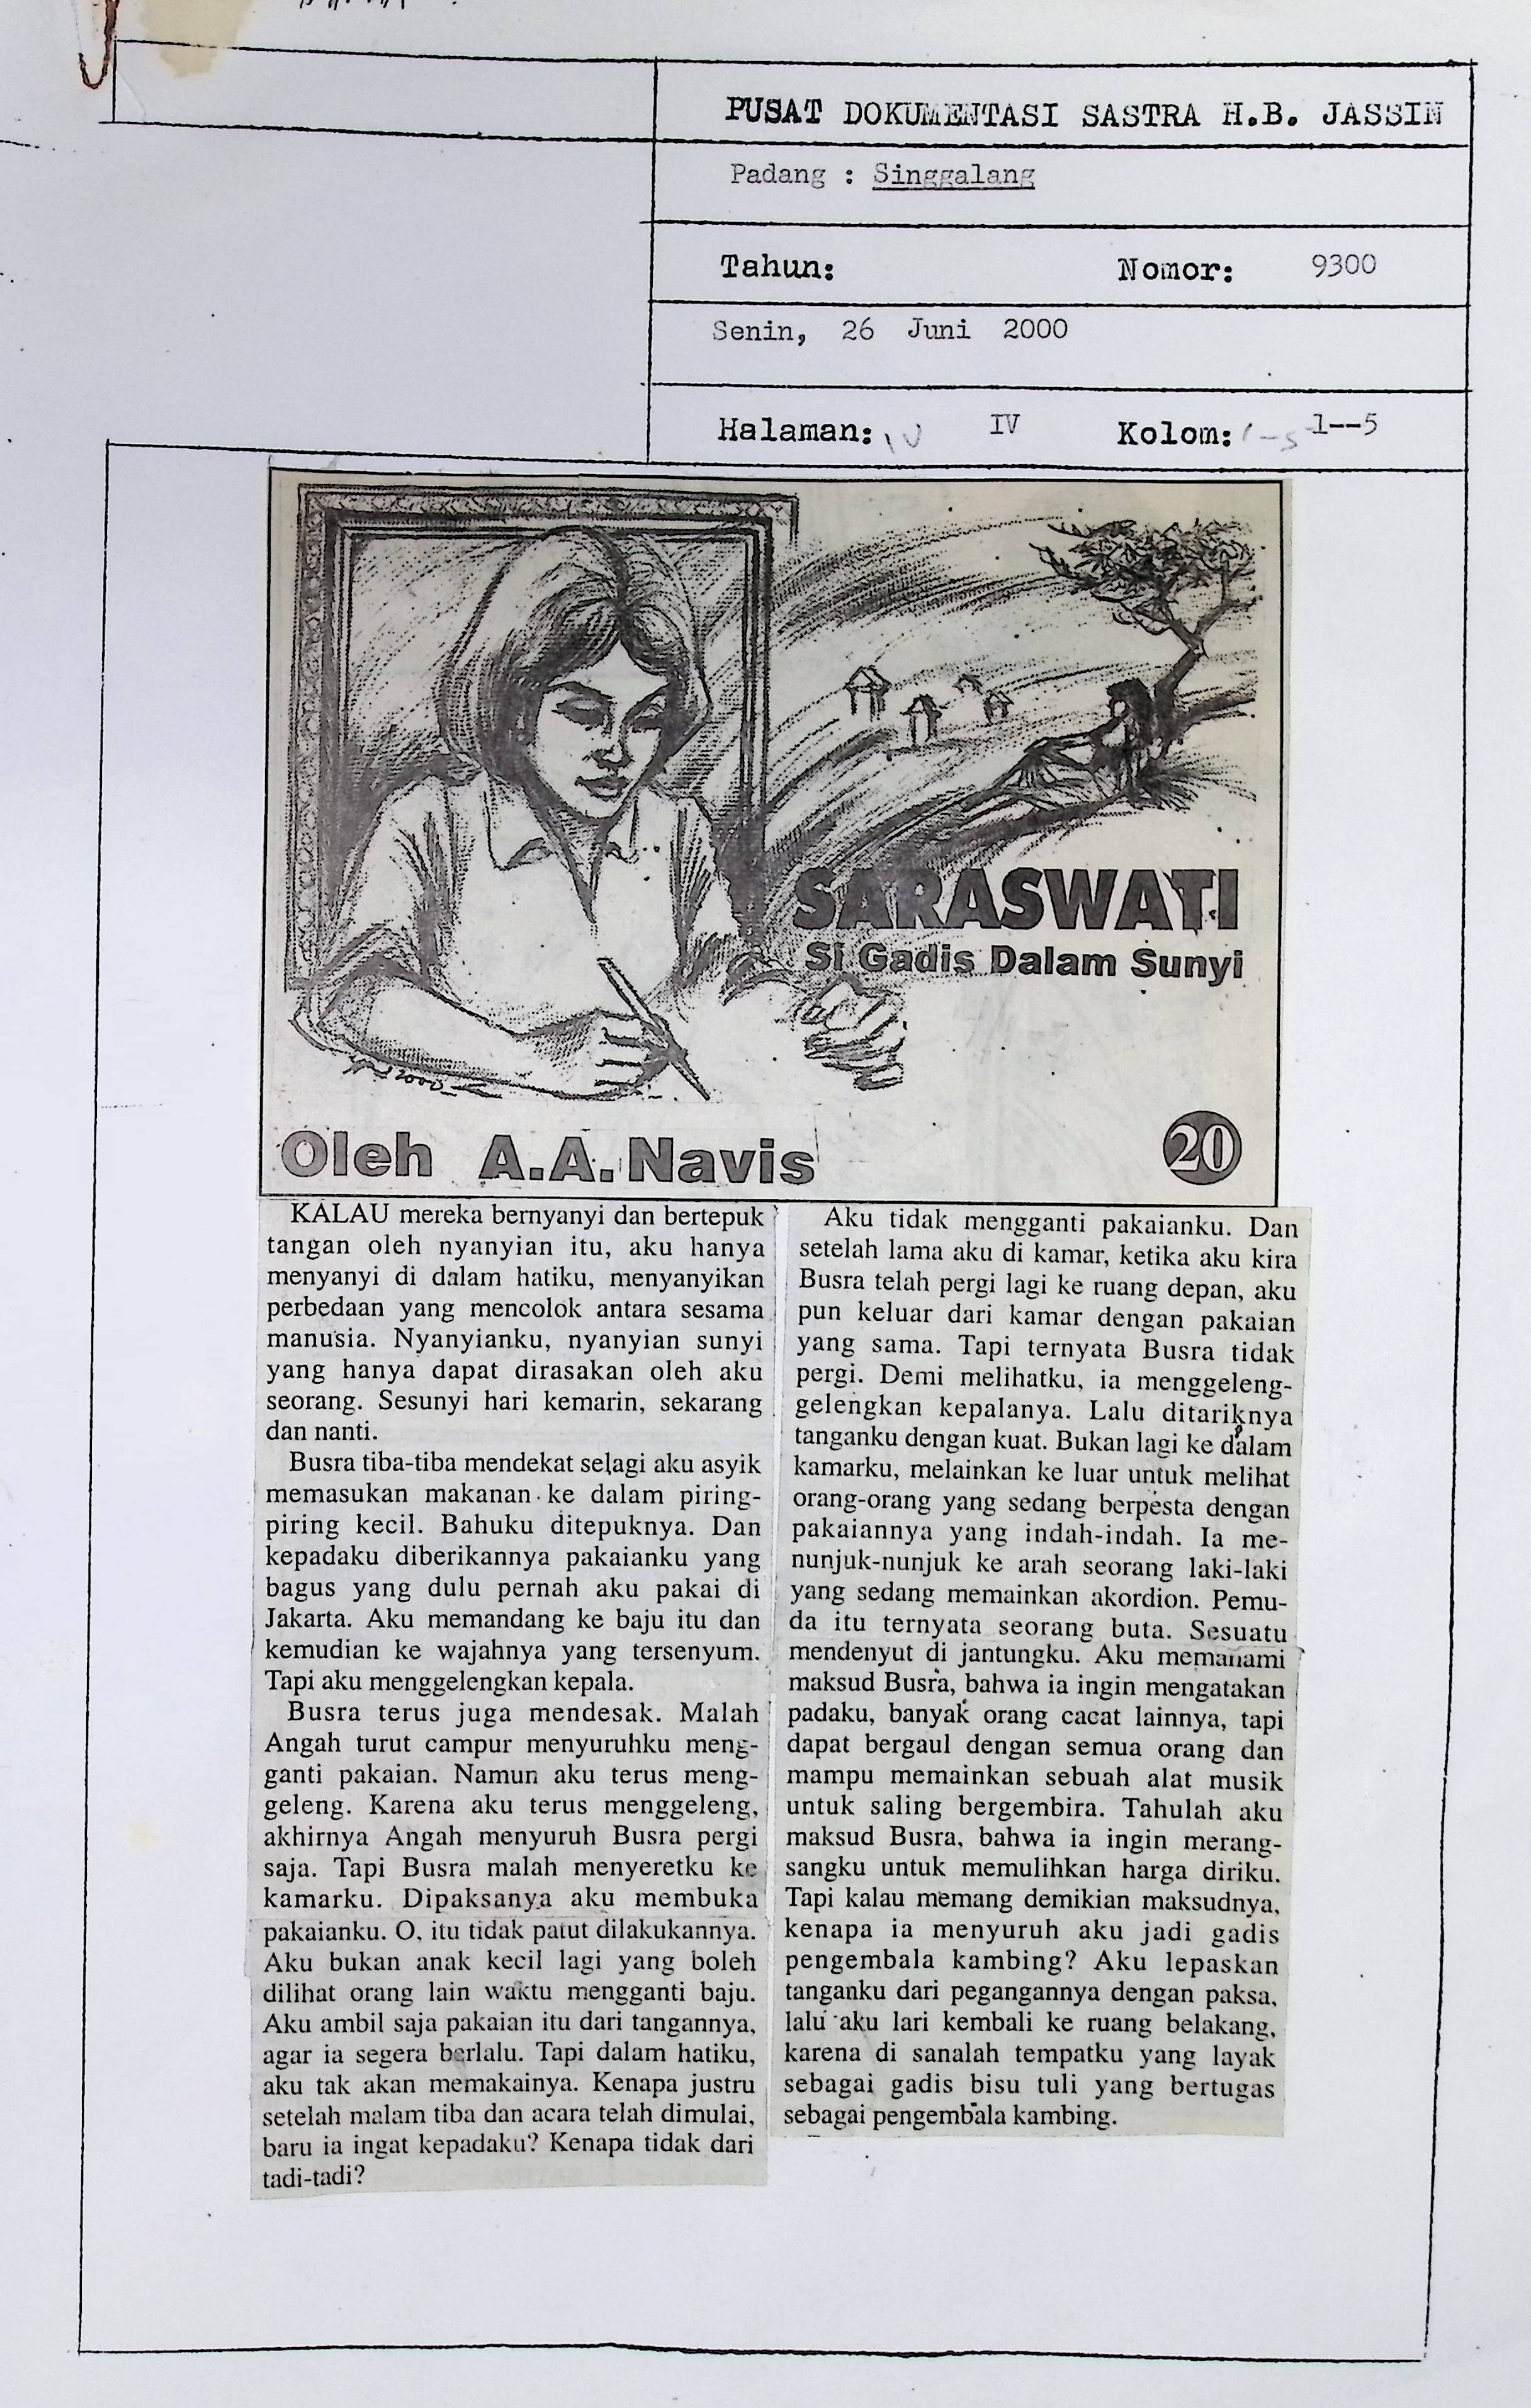 PUSAT DOKUMENTASI SASTRA H.B. JASSIN
Padang : Singgalang
Tahun: Nomor: 9300
Senin, 26 Juni 2000
Halaman: IV Kolom: 1-5 1--5
SARASWATI
Si Gadis Dalam Sunyi
2000
Oleh A.A. Navis
20
KALAU mereka bernyanyi dan bertepuk
tangan oleh nyanyian itu, aku hanya
menyanyi di dalam hatiku, menyanyikan
perbedaan yang mencolok antara sesama
manusia. Nyanyianku, nyanyian sunyi
yang hanya dapat dirasakan oleh aku
seorang. Sesunyi hari kemarin, sekarang
dan nanti.
Busra tiba-tiba mendekat selagi aku asyik
memasukan makanan ke dalam piring-
piring kecil. Bahuku ditepuknya. Dan
kepadaku diberikannya pakaianku yang
bagus yang dulu pernah aku pakai di
Jakarta. Aku memandang ke baju itu dan
kemudian ke wajahnya yang tersenyum.
Tapi aku menggelengkan kepala.
Busra terus juga mendesak. Malah
Angah turut campur menyuruhku meng-
ganti pakaian. Namun aku terus meng-
geleng. Karena aku terus menggeleng,
akhirnya Angah menyuruh Busra pergi
saja. Tapi Busra malah menyeretku ke
kamarku. Dipaksanya aku membuka
pakaianku. O, itu tidak patut dilakukannya.
Aku bukan anak kecil lagi yang boleh
dilihat orang lain waktu mengganti baju.
Aku ambil saja pakaian itu dari tangannya,
agar ia segera berlalu. Tapi dalam hatiku,
aku tak akan memakainya. Kenapa justru
setelah malam tiba dan acara telah dimulai,
baru ia ingat kepadaku? Kenapa tidak dari
tadi-tadi?
Aku tidak mengganti pakaianku. Dan
setelah lama aku di kamar, ketika aku kira
Busra telah pergi lagi ke ruang depan, aku
pun keluar dari kamar dengan pakaian
yang sama. Tapi ternyata Busra tidak
pergi. Demi melihatku, ia menggeleng-
gelengkan kepalanya. Lalu ditariknya
tanganku dengan kuat. Bukan lagi ke dalam
kamarku, melainkan ke luar untuk melihat
orang-orang yang sedang berpesta dengan
pakaiannya yang indah-indah. Ia me-
nunjuk-nunjuk ke arah seorang laki-laki
yang sedang memainkan akordion. Pemu-
da itu ternyata seorang buta. Sesuatu
mendenyut di jantungku. Aku memahami
maksud Busra, bahwa ia ingin mengatakan
padaku, banyak orang cacat lainnya, tapi
dapat bergaul dengan semua orang dan
mampu memainkan sebuah alat musik
untuk saling bergembira. Tahulah aku
maksud Busra, bahwa ia ingin merang-
sangku untuk memulihkan harga diriku.
Tapi kalau memang demikian maksudnya,
kenapa ia menyuruh aku jadi gadis
pengembala kambing? Aku lepaskan
tanganku dari pegangannya dengan paksa,
lalu aku lari kembali ke ruang belakang,
karena di sanalah tempatku yang layak
sebagai gadis bisu tuli yang bertugas
sebagai pengembala kambing.